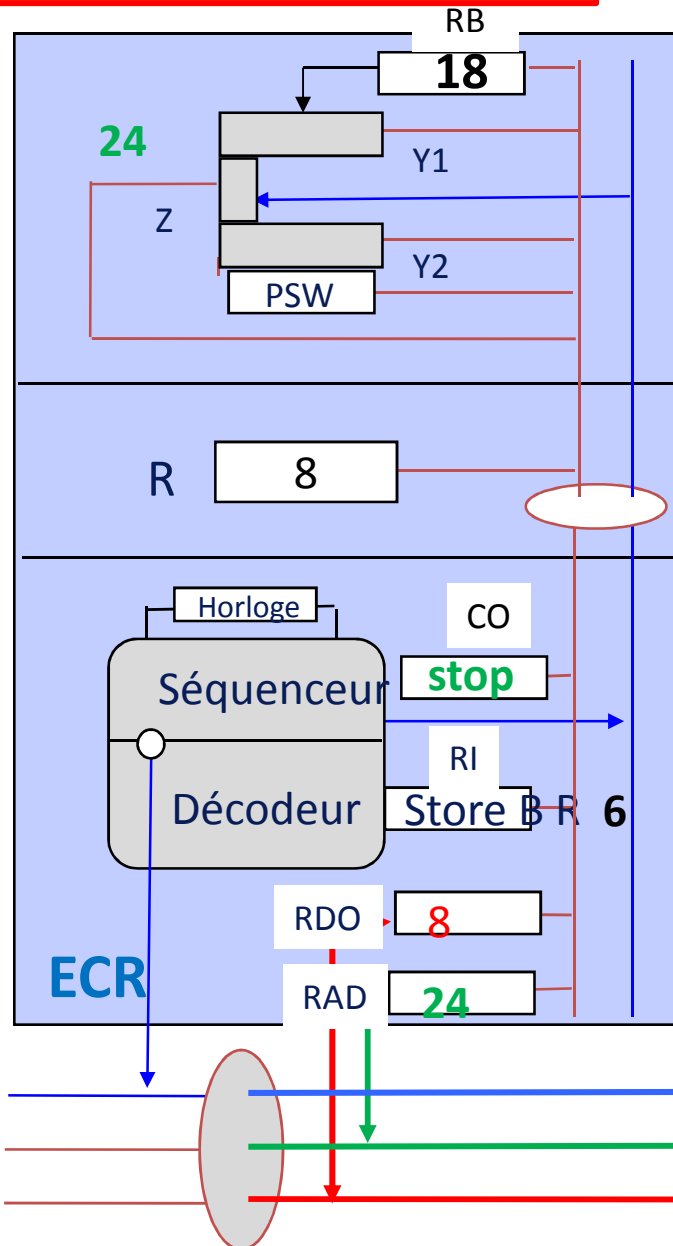 RB
18
24
Y1
Z
Y2
PSW
R
8
Horloge
CO
stop
Séquenceur
RI
Décodeur
Store B R 6
RDO
8
ECR
RAD
24